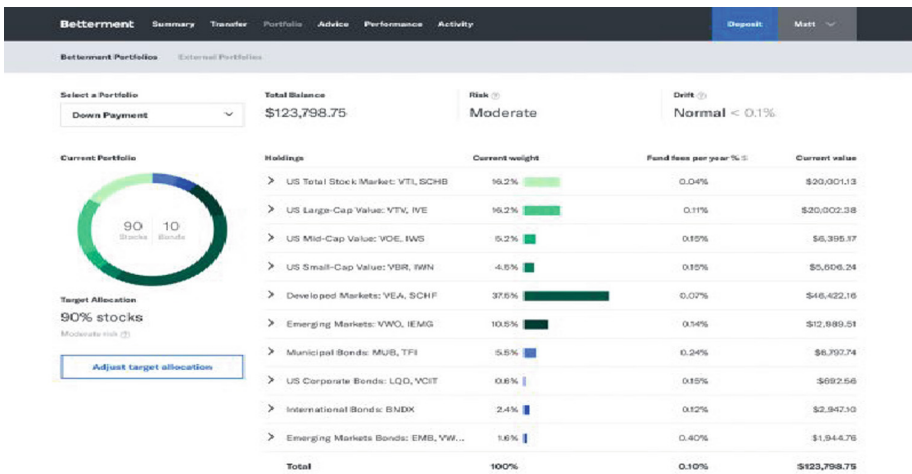 Betterment Summary Transfer Portfolio Advice Performance Activity Deposit Matt
Betterment Portfolios External Portfolios
Select a Portfolio
Down Payment
Total Balance
$123,798.75
Risk
Moderate
Drift
Normal < 0.1%
Current Portfolio
90 10
Stocks Bonds
Target Allocation
90% stocks
Moderate risk
Adjust target allocation
Holdings Current weight Fund fees per year % $ Current value
US Total Stock Market: VTI, SCHB 16.2% 0.04% $20,001.13
US Large-Cap Value: VTV, IVE 16.2% 0.11% $20,002.38
US Mid-Cap Value: VOE, IWS 5.2% 0.15% $6,395.17
US Small-Cap Value: VBR, IWN 4.5% 0.15% $5,606.24
Developed Markets: VEA, SCHF 37.5% 0.07% $46,422.16
Emerging Markets: VWO, IEMG 10.5% 0.14% $12,989.51
Municipal Bonds: MUB, TFI 5.5% 0.24% $6,797.74
US Corporate Bonds: LQD, VCIT 0.6% 0.15% $692.56
International Bonds: BNDX 2.4% 0.12% $2,947.10
Emerging Markets Bonds: EMB, VW... 1.6% 0.40% $1,944.76
Total 100% 0.10% $123,798.75